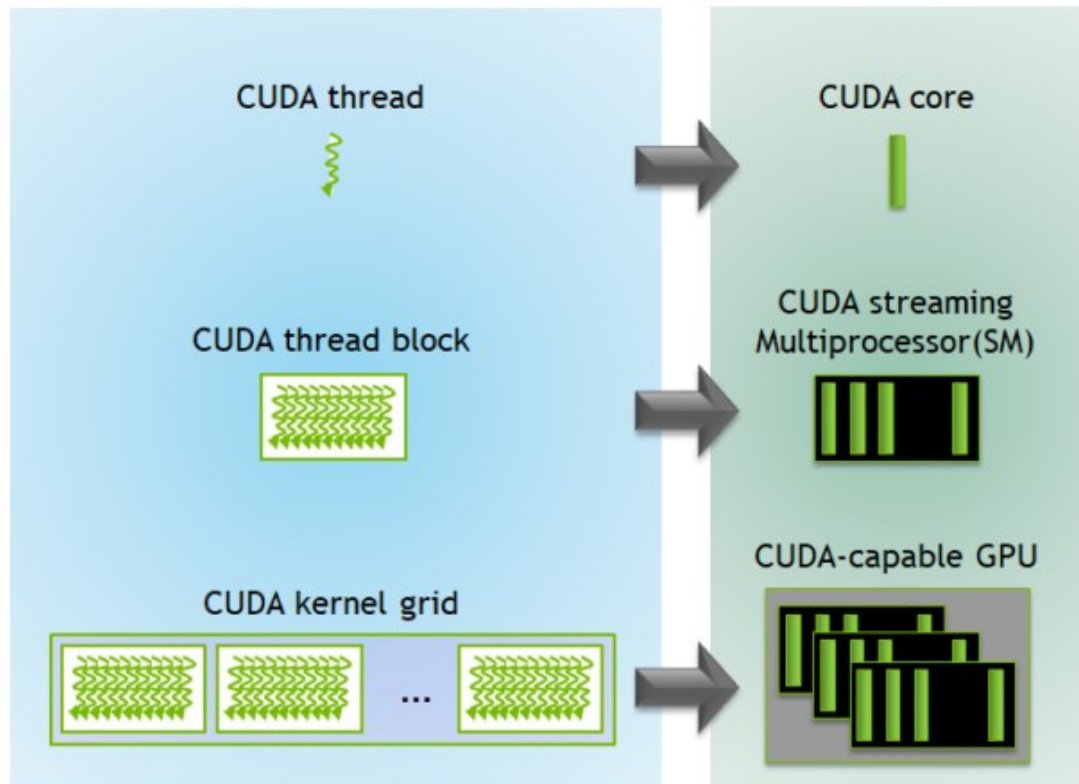 CUDA thread
CUDA core
CUDA thread block
CUDA streaming
Multiprocessor(SM)
CUDA kernel grid
...
CUDA-capable GPU